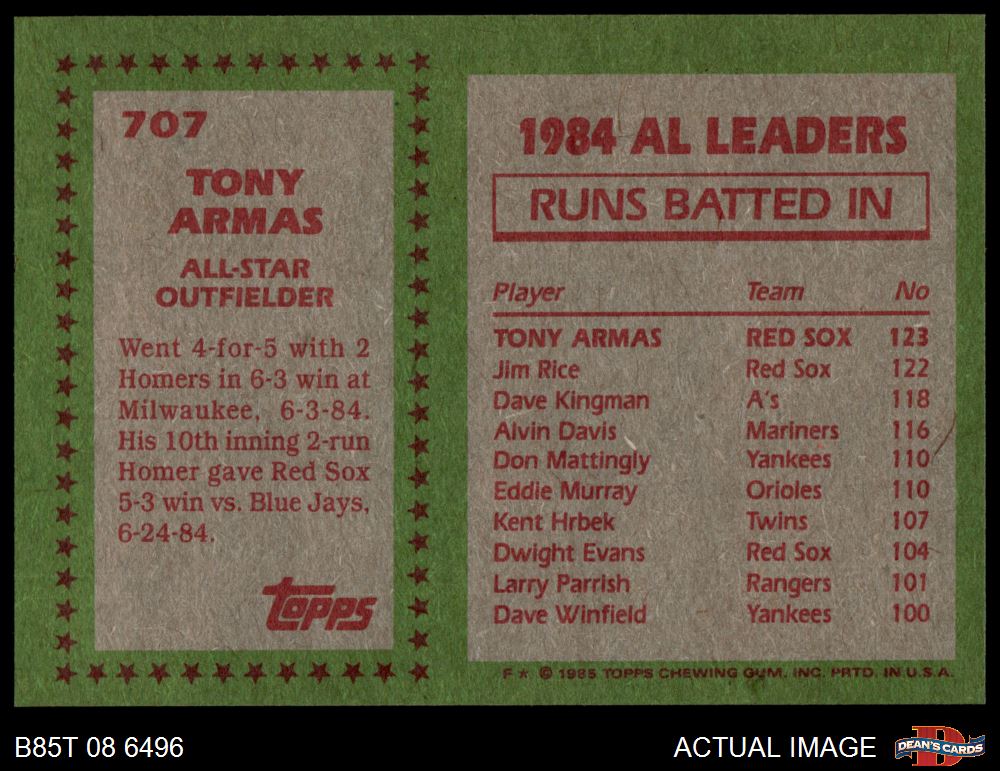 707
TONY
ARMAS
ALL-STAR
OUTFIELDER
Went 4-for-5 with 2
Homers in 6-3 win at
Milwaukee, 6-3-84.
His 10th inning 2-run
Homer gave Red Sox
5-3 win vs. Blue Jays,
6-24-84.
topps
1984 AL LEADERS
RUNS BATTED IN
Player Team No
TONY ARMAS RED SOX 123
Jim Rice Red Sox 122
Dave Kingman A's 118
Alvin Davis Mariners 116
Don Mattingly Yankees 110
Eddie Murray Orioles 110
Kent Hrbek Twins 107
Dwight Evans Red Sox 104
Larry Parrish Rangers 101
Dave Winfield Yankees 100
F★ © 1985 TOPPS CHEWING GUM, INC. PRTD. IN U.S.A.
B85T 08 6496
ACTUAL IMAGE
D
DEAN'S CARDS